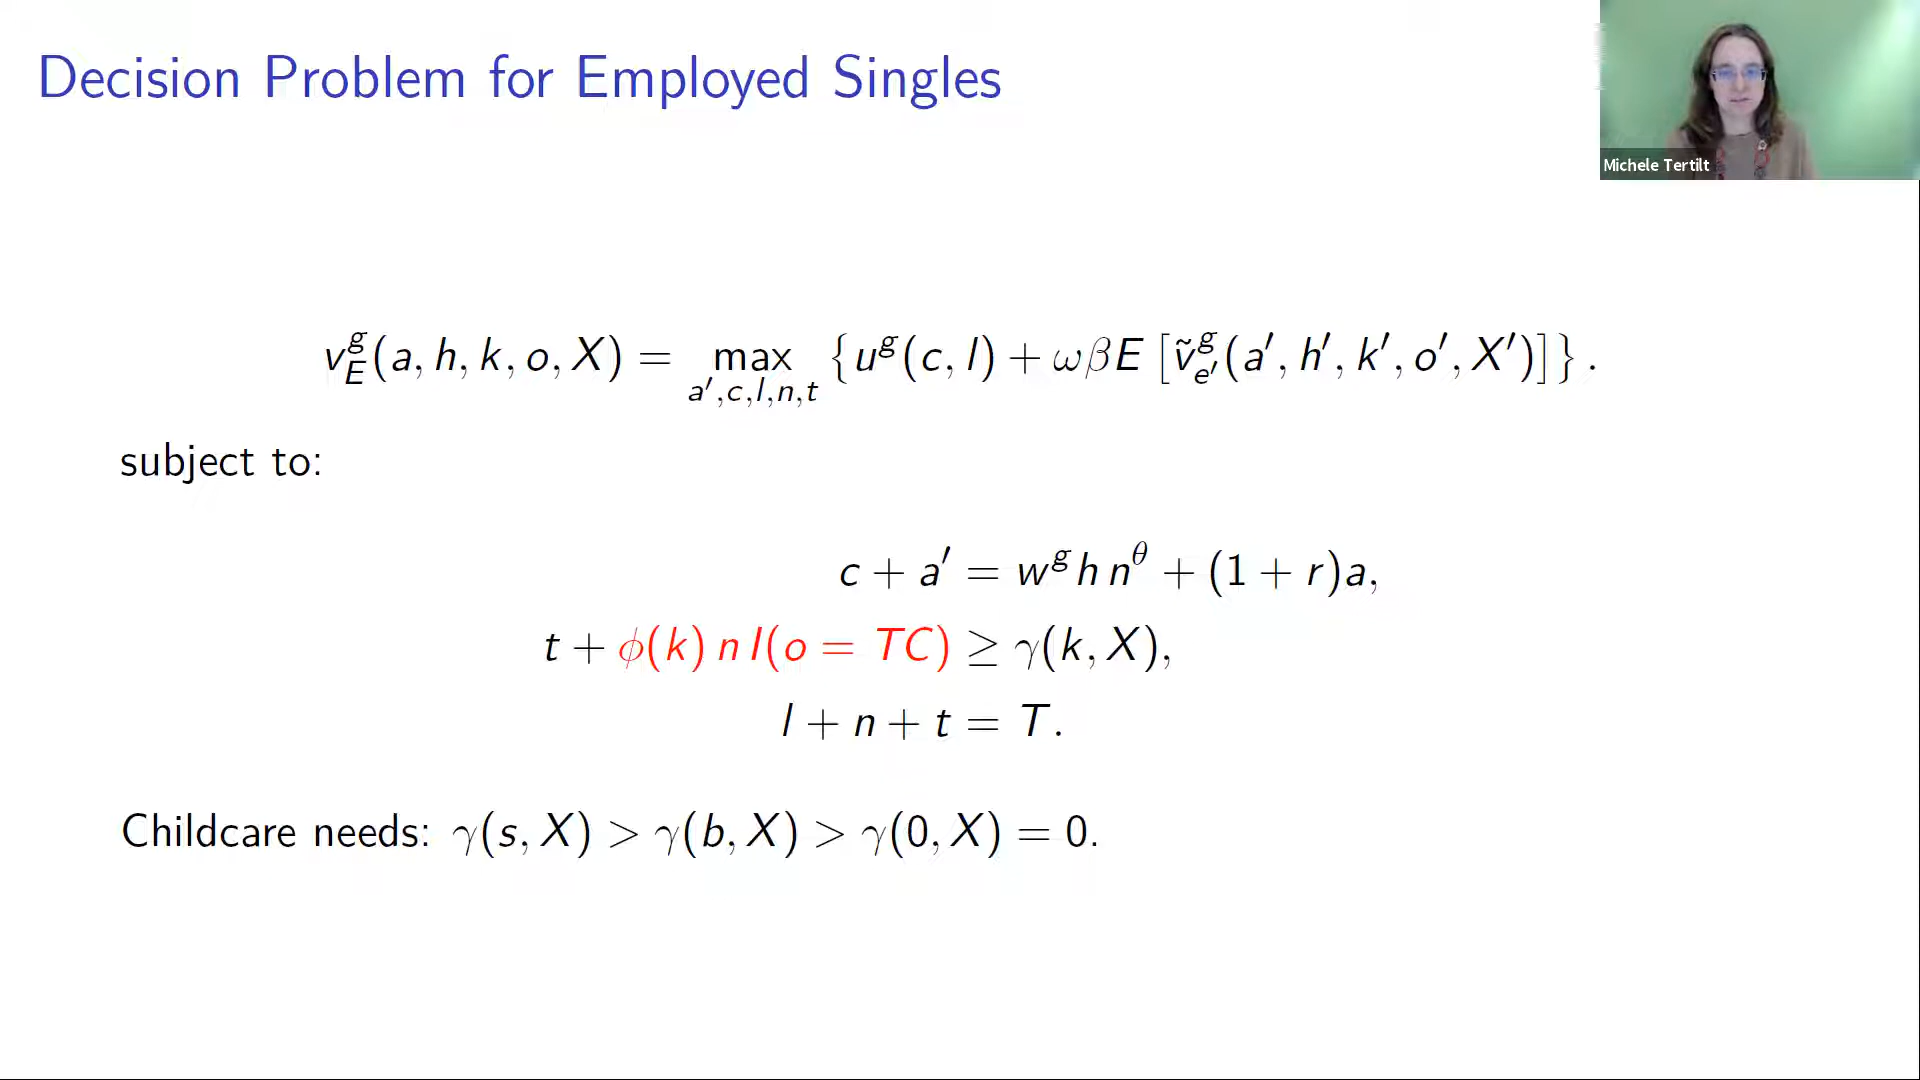 Decision Problem for Employed Singles
Michele Tertilt
v_E^g(a, h, k, o, X) = max_{a′,c,l,n,t} {u^g(c, l) + ωβE [ṽ_{e′}^g(a′, h′, k′, o′, X′)]} .
subject to:
c + a′ = w^g h n^θ + (1 + r)a,
t + ϕ(k) n I(o = TC) ≥ γ(k, X),
l + n + t = T.
Childcare needs: γ(s, X) > γ(b, X) > γ(0, X) = 0.